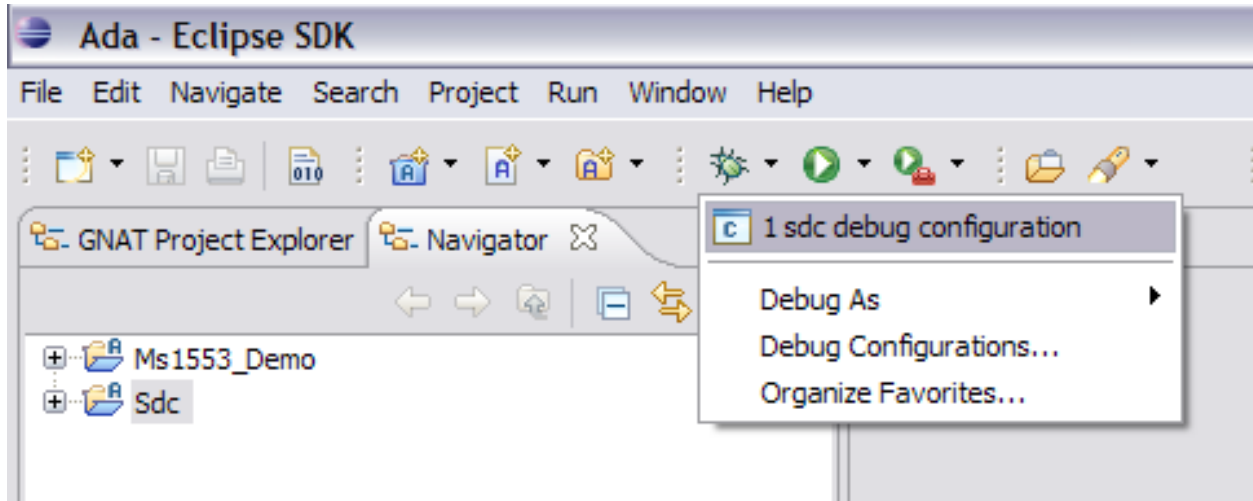 Ada - Eclipse SDK
File Edit Navigate Search Project Run Window Help
010 A A A
GNAT Project Explorer Navigator
C 1 sdc debug configuration
Debug As
Debug Configurations...
Organize Favorites...
A Ms1553_Demo
A Sdc